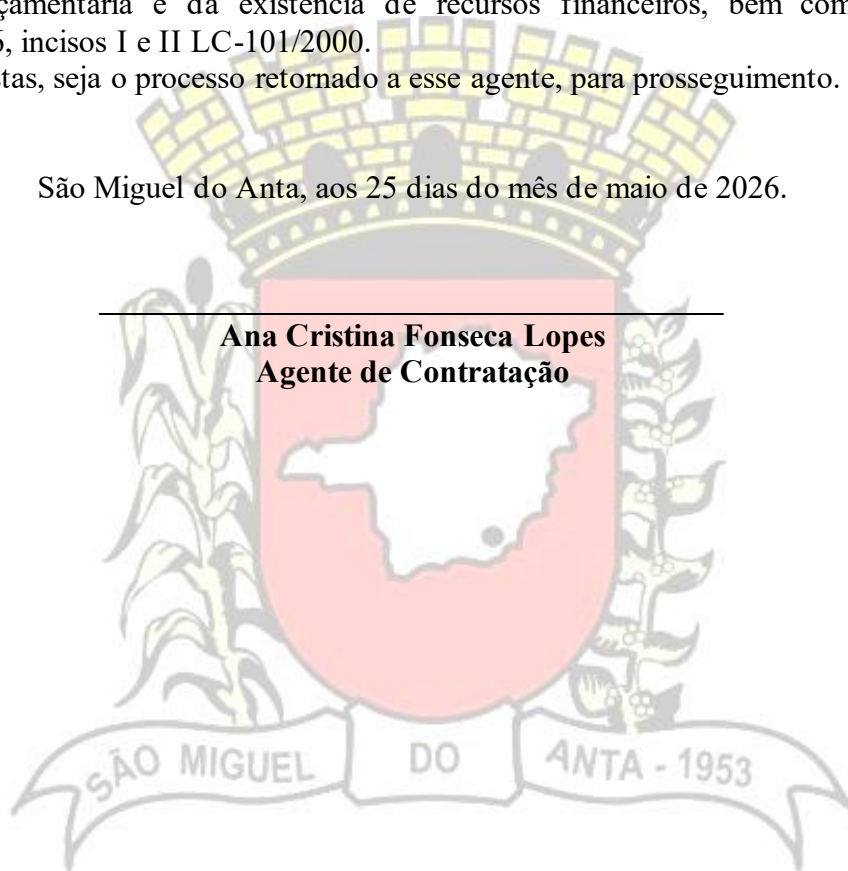 çamentária e da existência de recursos financeiros, bem com
, incisos I e II LC-101/2000.
tas, seja o processo retornado a esse agente, para prosseguimento.
São Miguel do Anta, aos 25 dias do mês de maio de 2026.
Ana Cristina Fonseca Lopes
Agente de Contratação
SÃO MIGUEL DO ANTA - 1953